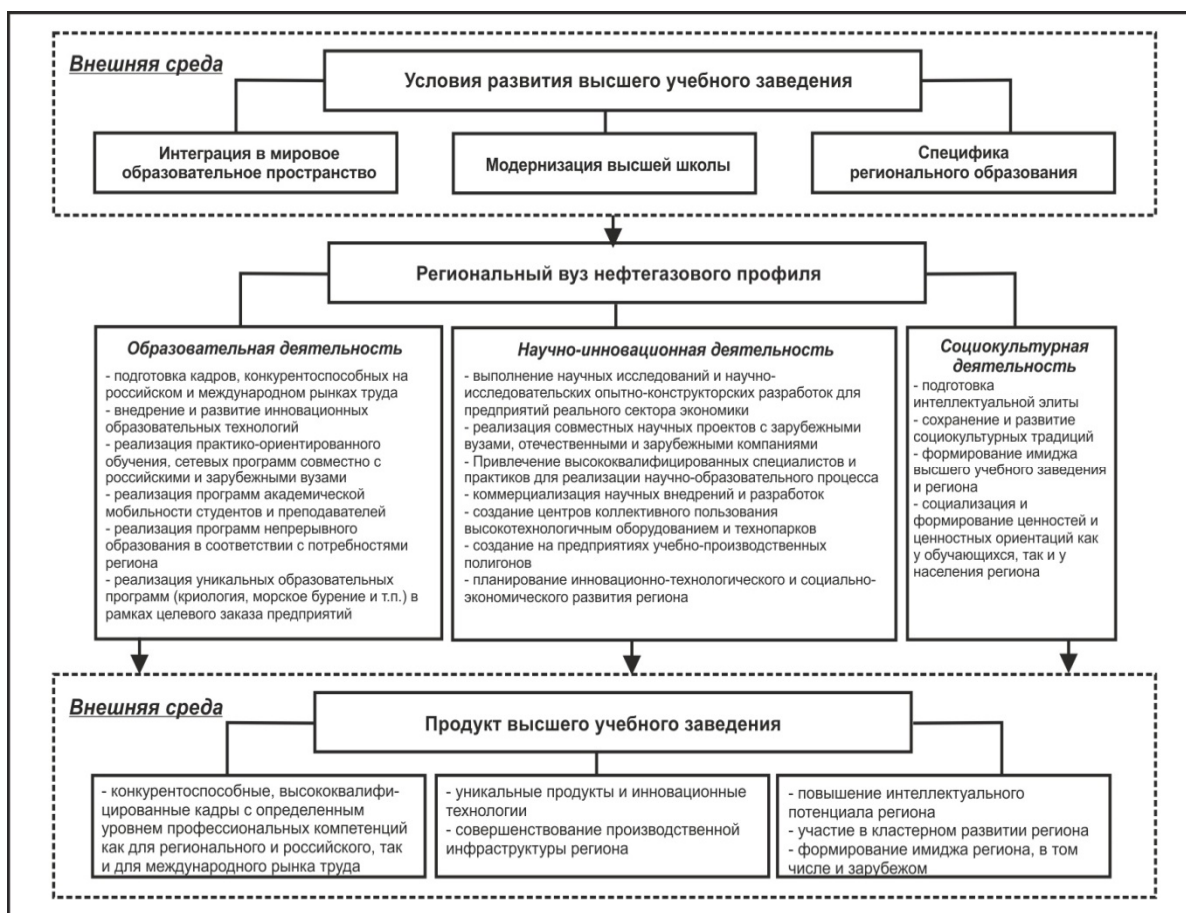 Внешняя среда
Условия развития высшего учебного заведения
Интеграция в мировое
образовательное пространство
Модернизация высшей школы
Специфика
регионального образования
Региональный вуз нефтегазового профиля
Образовательная деятельность
- подготовка кадров, конкурентоспособных на
российском и международном рынках труда
- внедрение и развитие инновационных
образовательных технологий
- реализация практико-ориентированного
обучения, сетевых программ совместно с
российскими и зарубежными вузами
- реализация программ академической
мобильности студентов и преподавателей
- реализация программ непрерывного
образования в соответствии с потребностями
региона
- реализация уникальных образовательных
программ (криология, морское бурение и т.п.) в
рамках целевого заказа предприятий
Научно-инновационная деятельность
- выполнение научных исследований и научно-
исследовательских опытно-конструкторских разработок для
предприятий реального сектора экономики
- реализация совместных научных проектов с зарубежными
вузами, отечественными и зарубежными компаниями
- Привлечение высококвалифицированных специалистов и
практиков для реализации научно-образовательного процесса
- коммерциализация научных внедрений и разработок
- создание центров коллективного пользования
высокотехнологичным оборудованием и технопарков
- создание на предприятиях учебно-производственных
полигонов
- планирование инновационно-технологического и социально-
экономического развития региона
Социокультурная
деятельность
- подготовка
интеллектуальной элиты
- сохранение и развитие
социокультурных традиций
- формирование имиджа
высшего учебного заведения
и региона
- социализация и
формирование ценностей и
ценностных ориентаций как
у обучающихся, так и у
населения региона
Внешняя среда
Продукт высшего учебного заведения
- конкурентоспособные, высококвалифи-
цированные кадры с определенным
уровнем профессиональных компетенций
как для регионального и российского, так
и для международного рынка труда
- уникальные продукты и инновационные
технологии
- совершенствование производственной
инфраструктуры региона
- повышение интеллектуального
потенциала региона
- участие в кластерном развитии региона
- формирование имиджа региона, в том
числе и зарубежом